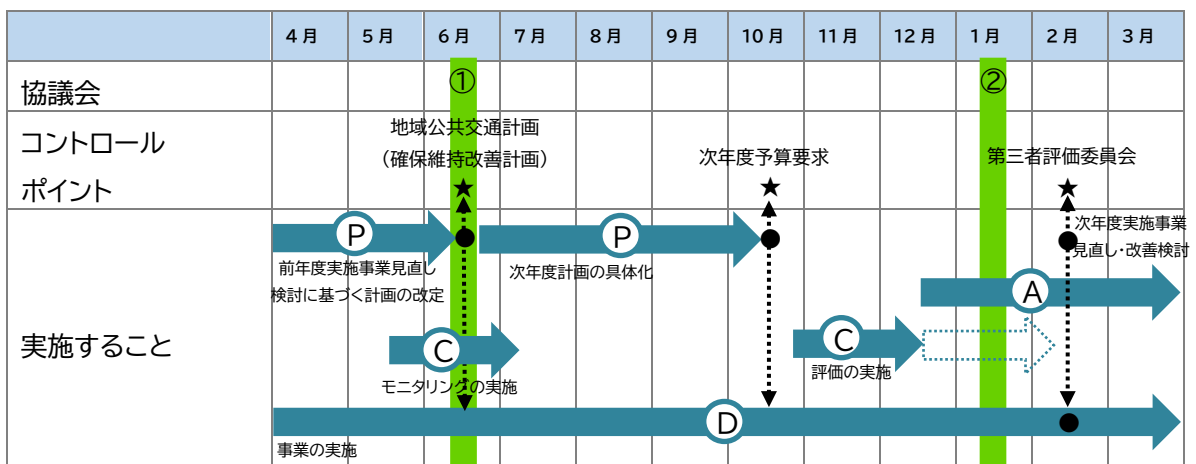 4月 5月 6月 7月 8月 9月 10月 11月 12月 1月 2月 3月
協議会
① ②
コントロール
ポイント
地域公共交通計画
（確保維持改善計画）
次年度予算要求
第三者評価委員会
★ ★ ★
実施すること
P
前年度実施事業見直し
検討に基づく計画の改定
P
次年度計画の具体化
次年度実施事業
見直し・改善検討
A
C
モニタリングの実施
C
評価の実施
D
事業の実施